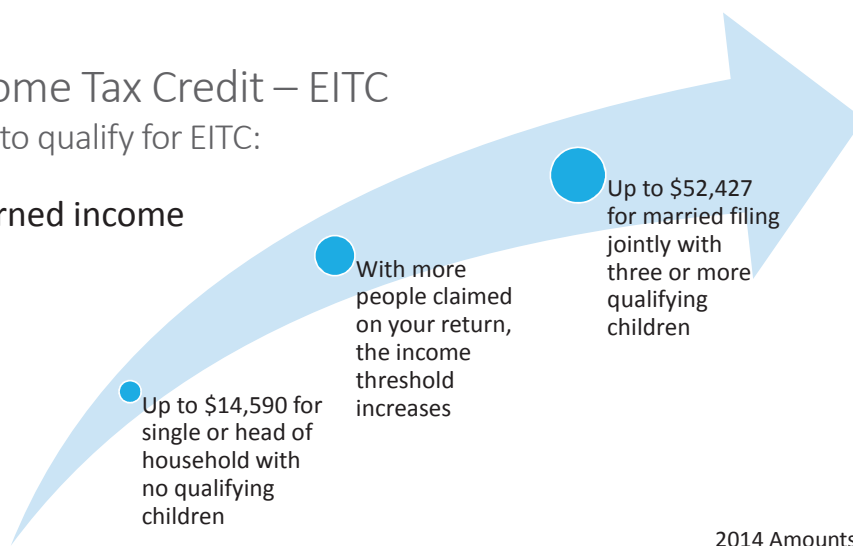 ome Tax Credit – EITC
to qualify for EITC:
rned income
Up to $52,427
for married filing
jointly with
three or more
qualifying
children
With more
people claimed
on your return,
the income
threshold
increases
Up to $14,590 for
single or head of
household with
no qualifying
children
2014 Amounts